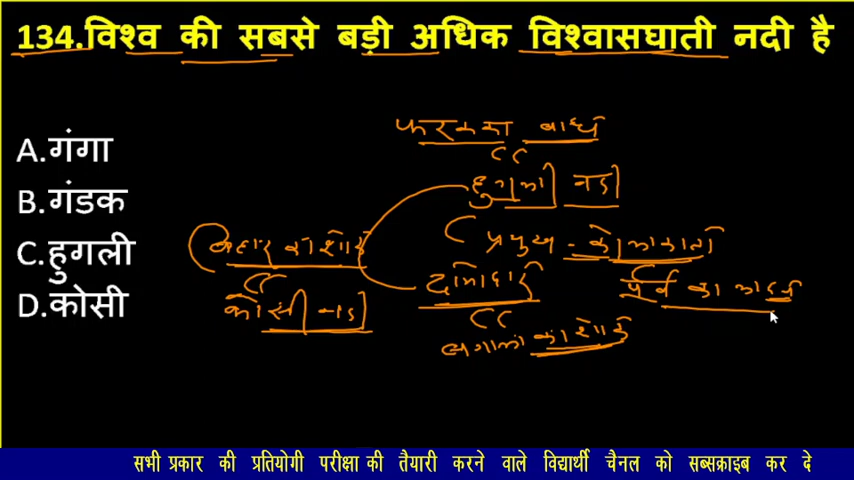 134.विश्व की सबसे बड़ी अधिक विश्वासघाती नदी है
A.गंगा
B.गंडक
C.हुगली
D.कोसी
फरक्का बाध
हुगली नदी
प्रमुख - कोलकाता
पूर्व का
बिहार का शोक
कोसी नदी
दामोदर
बंगाल का शोक
सभी प्रकार की प्रतियोगी परीक्षा की तैयारी करने वाले विद्यार्थी चैनल को सब्सक्राइब कर दे